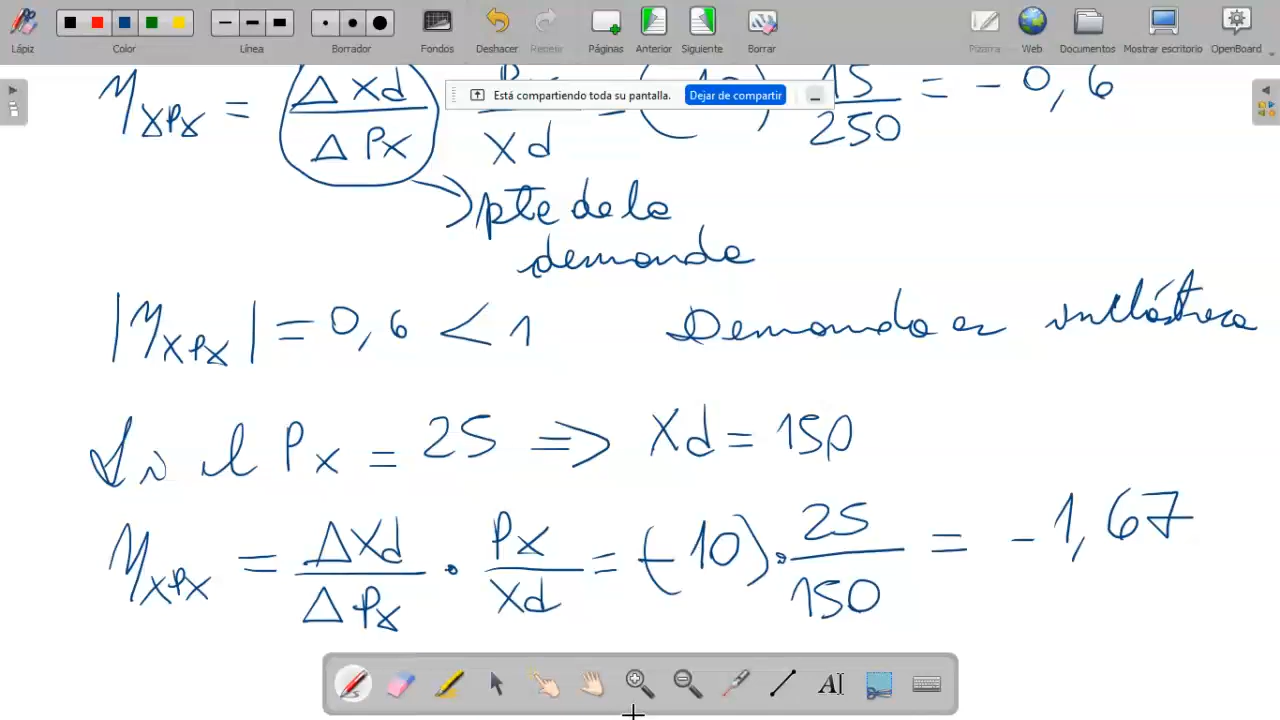 Lápiz Color Línea Borrador Fondos Deshacer Rehacer Páginas Anterior Siguiente Borrar Pizarra Web Documentos Mostrar escritorio OpenBoard
Está compartiendo toda su pantalla. Dejar de compartir
ηXPx = ΔXd / ΔPx · Px / Xd = (-10) · 15 / 250 = - 0,6
pte de la
demanda
|ηXPx| = 0,6 < 1 Demanda es inelástica
Si el Px = 25 => Xd = 150
ηXPx = ΔXd / ΔPx · Px / Xd = (-10) · 25 / 150 = - 1,67